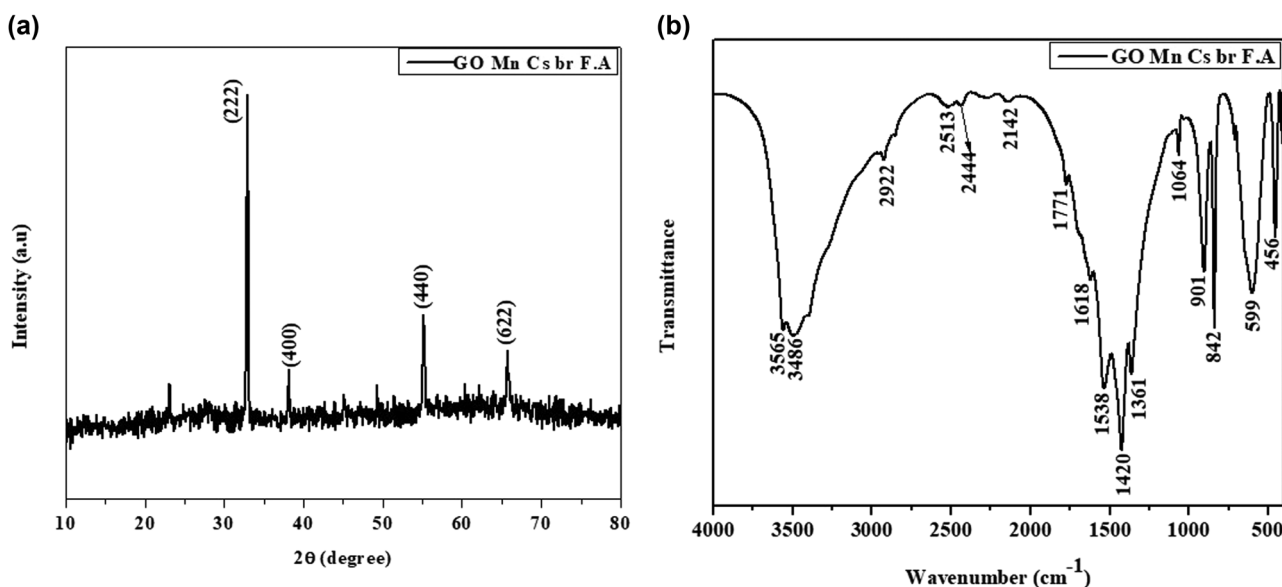 (a)
GO Mn Cs br F.A
(222)
(400)
(440)
(622)
Intensity (a.u)
10 20 30 40 50 60 70 80
2θ (degree)
(b)
GO Mn Cs br F.A
3565
3486
2922
2513
2444
2142
1771
1618
1538
1420
1361
1064
901
842
599
456
Transmittance
4000 3500 3000 2500 2000 1500 1000 500
Wavenumber (cm⁻¹)